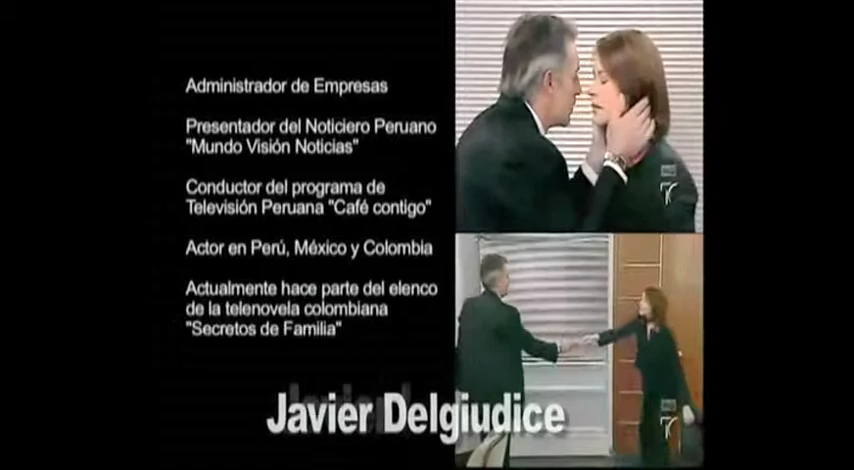 Administrador de Empresas
Presentador del Noticiero Peruano
"Mundo Visión Noticias"
Conductor del programa de
Televisión Peruana "Café contigo"
Actor en Perú, México y Colombia
Actualmente hace parte del elenco
de la telenovela colombiana
"Secretos de Familia"
Javier Delgiudice